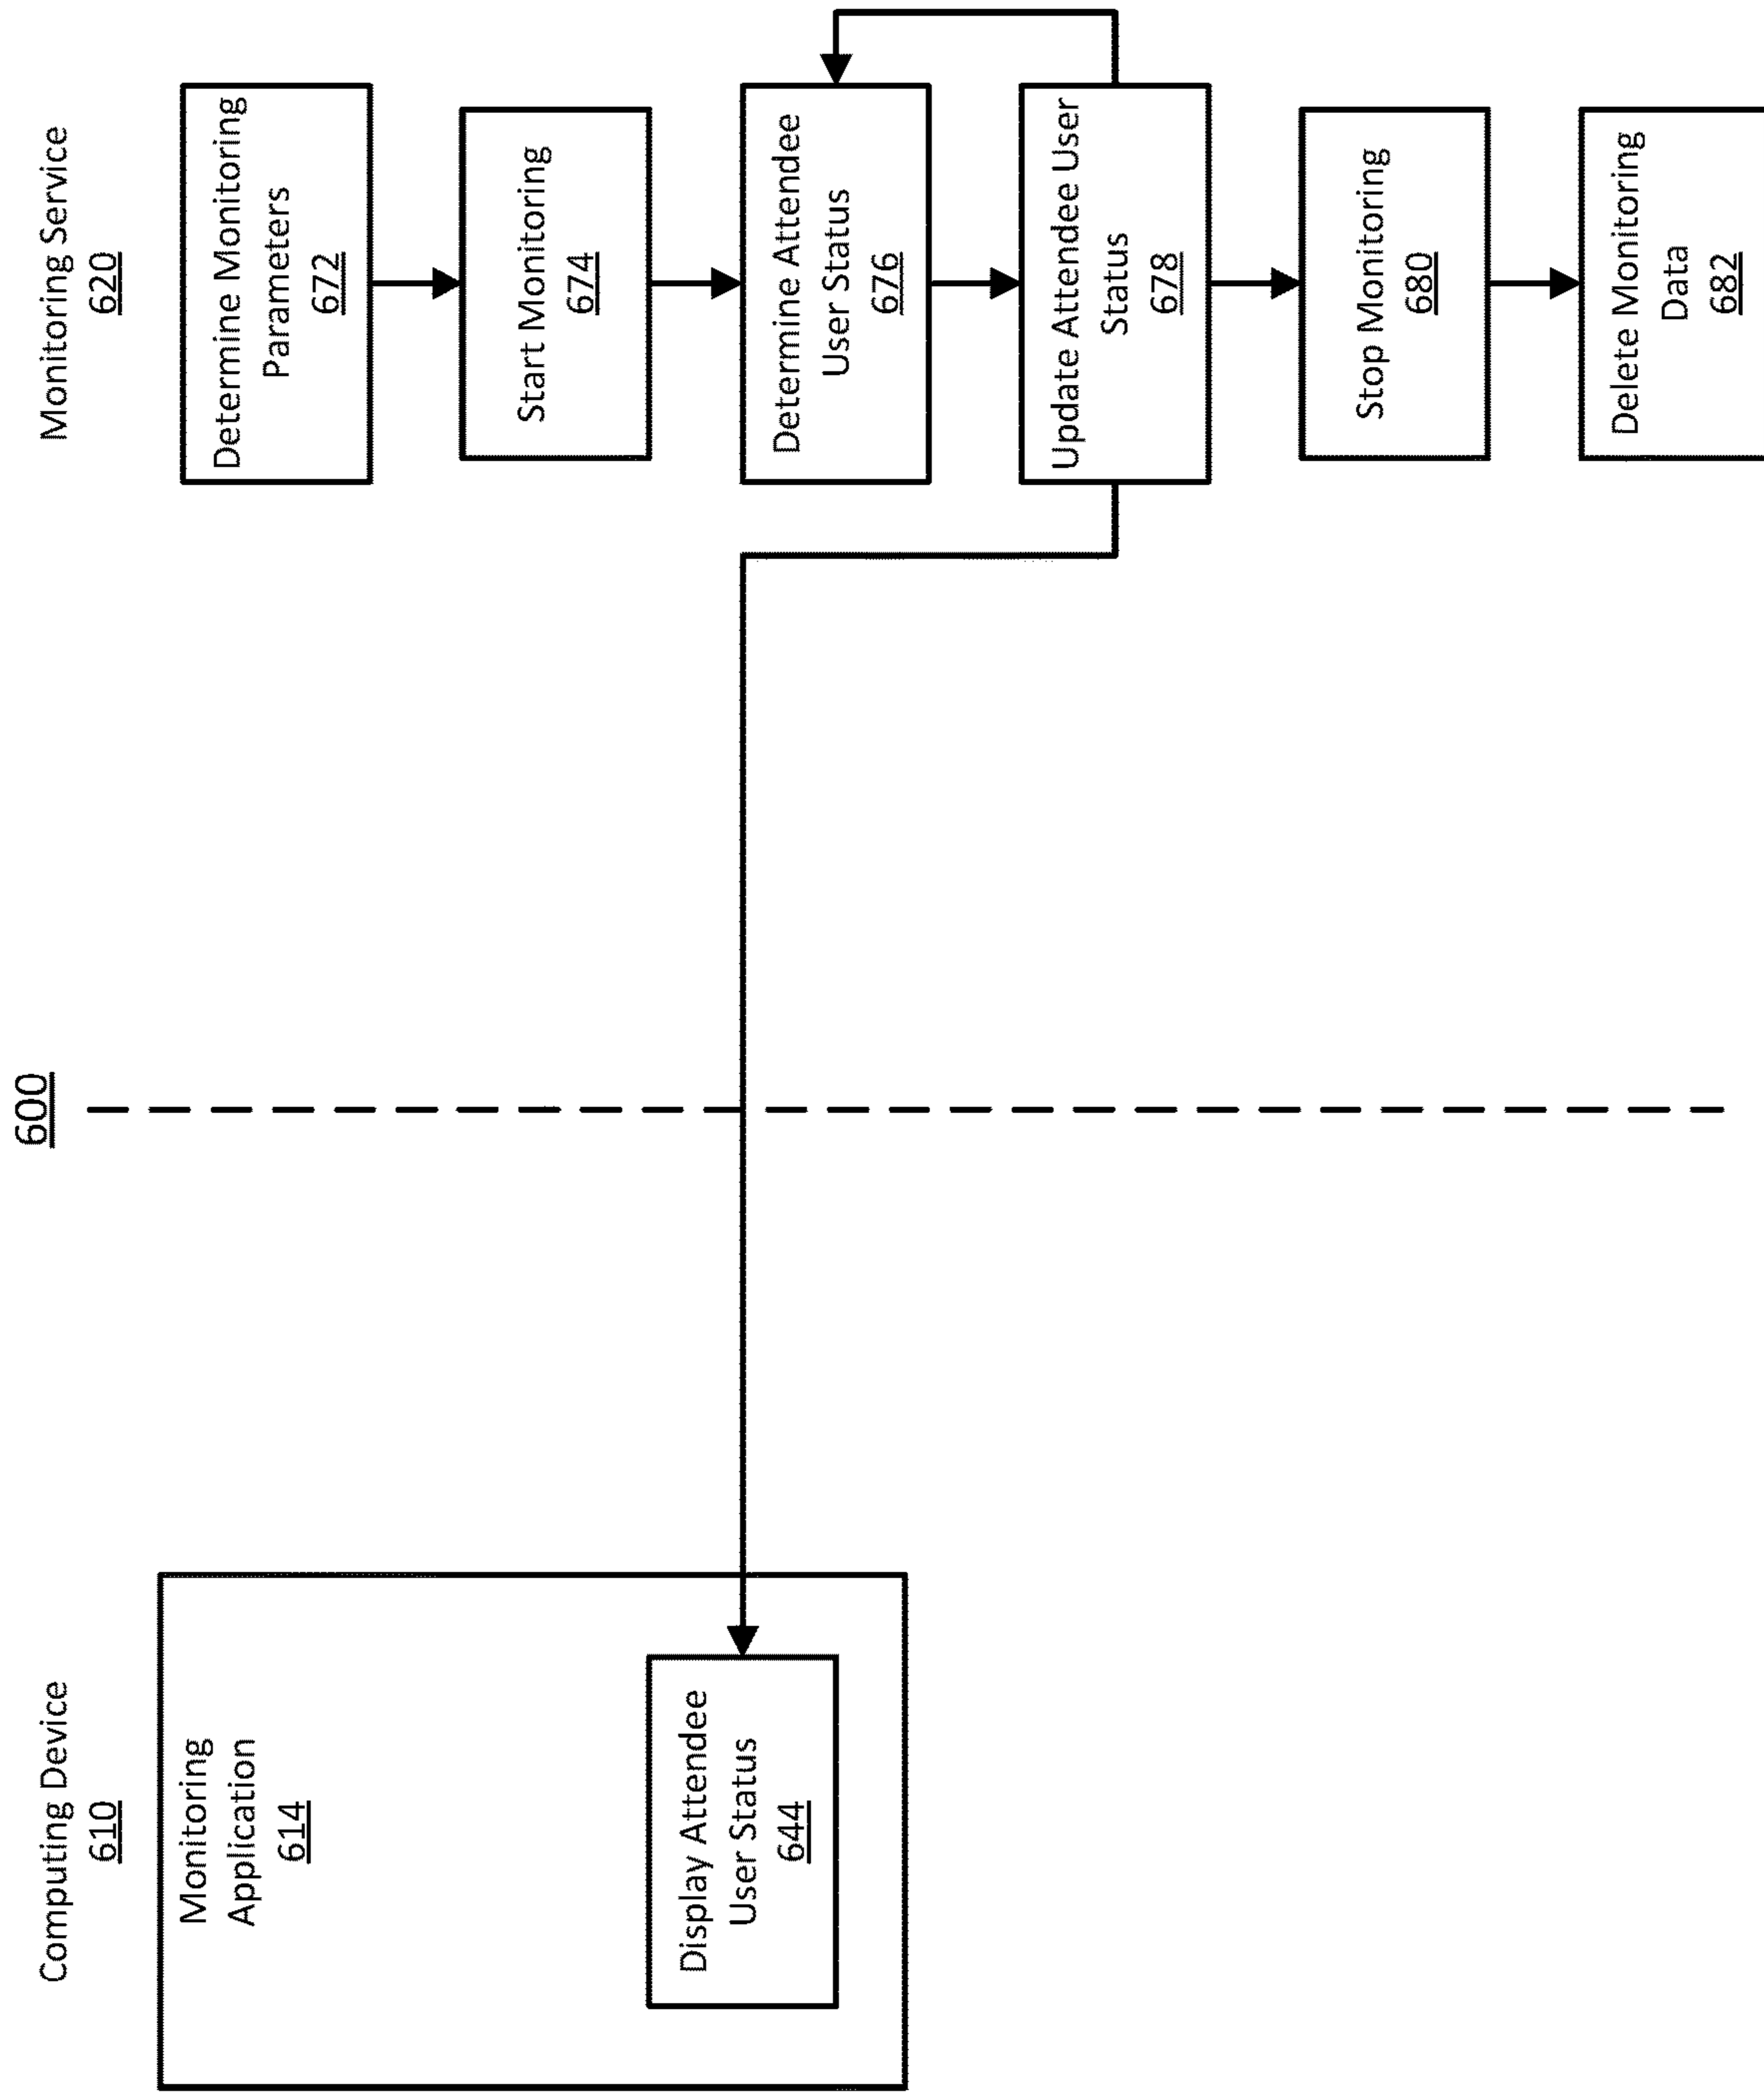 600
Computing Device
610
Monitoring
Application
614
Display Attendee
User Status
644
Monitoring Service
620
Determine Monitoring
Parameters
672
Start Monitoring
674
Determine Attendee
User Status
676
Update Attendee User
Status
678
Stop Monitoring
680
Delete Monitoring
Data
682